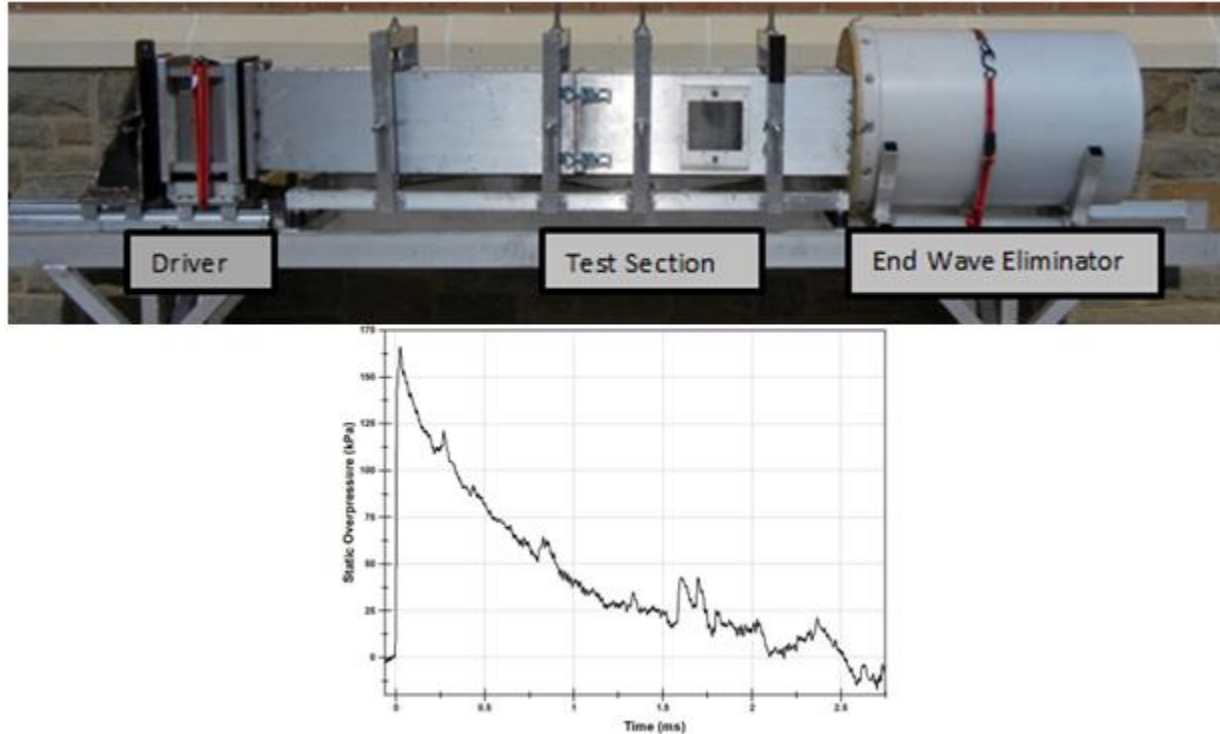 Driver
Test Section
End Wave Eliminator
175
150
125
100
75
50
25
0
Static Overpressure (kPa)
0
0.5
1
1.5
2
2.5
Time (ms)